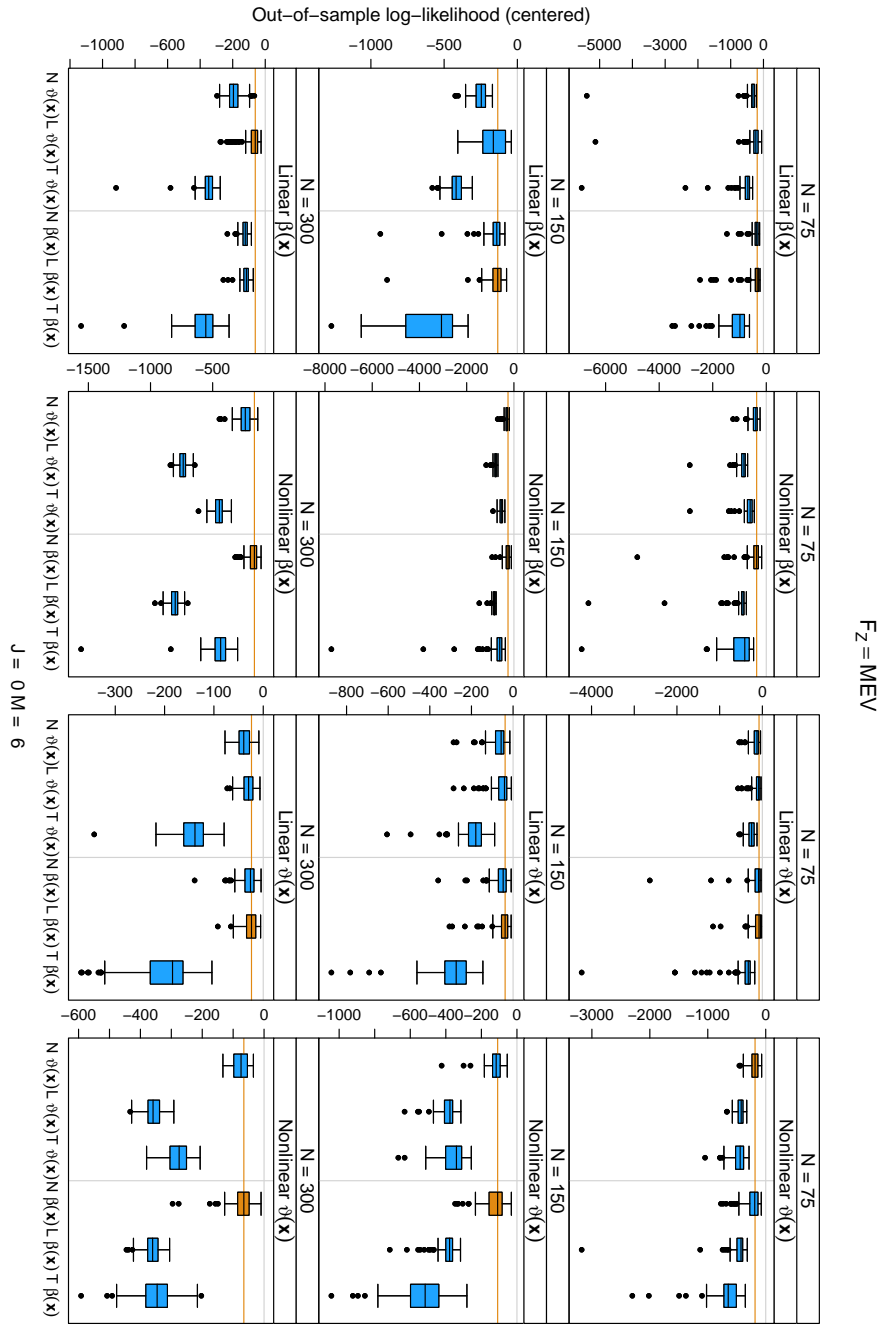 F_Z = MEV
N = 75
N = 75
N = 75
N = 75
Linear β(x)
Nonlinear β(x)
Linear ϑ(x)
Nonlinear ϑ(x)
−5000 −2000 0
−6000 −4000 −2000 0
−4000 −2000 0
−3000 −2000 −1000 0
N = 150
N = 150
N = 150
N = 150
Linear β(x)
Nonlinear β(x)
Linear ϑ(x)
Nonlinear ϑ(x)
−1000 −500 0
−8000 −6000 −4000 −2000 0
−800 −600 −400 −200 0
−1000 −600 −400 −200 0
N = 300
N = 300
N = 300
N = 300
Linear β(x)
Nonlinear β(x)
Linear ϑ(x)
Nonlinear ϑ(x)
−1000 −600 −200 0
−1500 −1000 −500
−300 −200 −100 0
−600 −400 −200 0
Out−of−sample log−likelihood (centered)
N ϑ(x) L ϑ(x) T ϑ(x) N β(x) L β(x) T β(x)
N ϑ(x) L ϑ(x) T ϑ(x) N β(x) L β(x) T β(x)
N ϑ(x) L ϑ(x) T ϑ(x) N β(x) L β(x) T β(x)
N ϑ(x) L ϑ(x) T ϑ(x) N β(x) L β(x) T β(x)
J = 0 M = 6